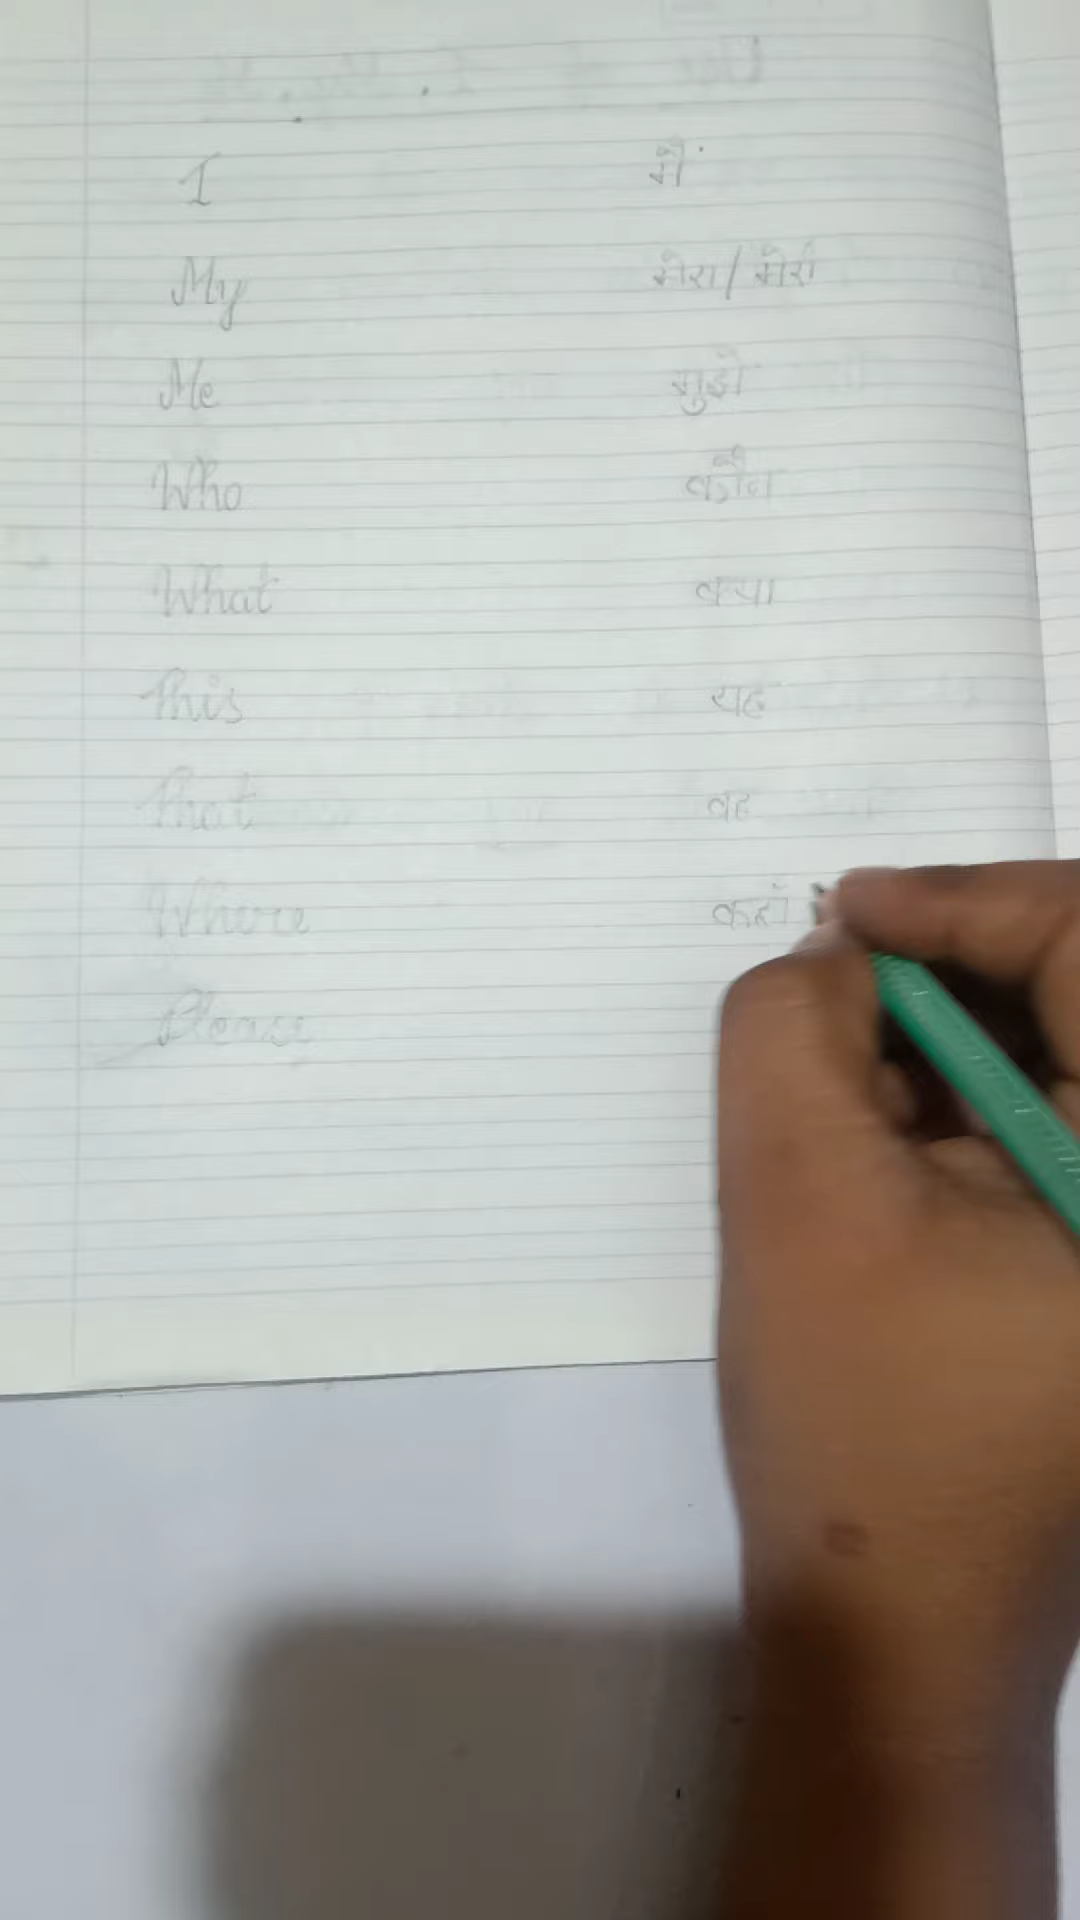 I मैं
My मेरा/मेरी
Me मुझे
Who कौन
What क्या
This यह
That वह
Where कहाँ
Please